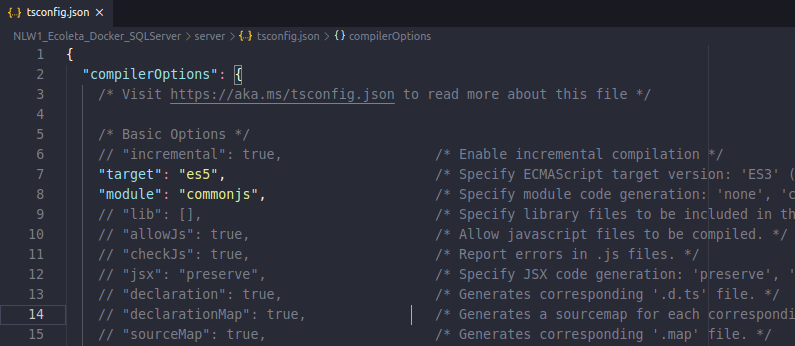 {..} tsconfig.json ×
NLW1_Ecoleta_Docker_SQLServer > server > {..} tsconfig.json > {} compilerOptions
1 {
2 "compilerOptions": {
3 /* Visit https://aka.ms/tsconfig.json to read more about this file */
4
5 /* Basic Options */
6 // "incremental": true, /* Enable incremental compilation */
7 "target": "es5", /* Specify ECMAScript target version: 'ES3' (
8 "module": "commonjs", /* Specify module code generation: 'none', 'c
9 // "lib": [], /* Specify library files to be included in th
10 // "allowJs": true, /* Allow javascript files to be compiled. */
11 // "checkJs": true, /* Report errors in .js files. */
12 // "jsx": "preserve", /* Specify JSX code generation: 'preserve', '
13 // "declaration": true, /* Generates corresponding '.d.ts' file. */
14 // "declarationMap": true, /* Generates a sourcemap for each correspondi
15 // "sourceMap": true, /* Generates corresponding '.map' file. */